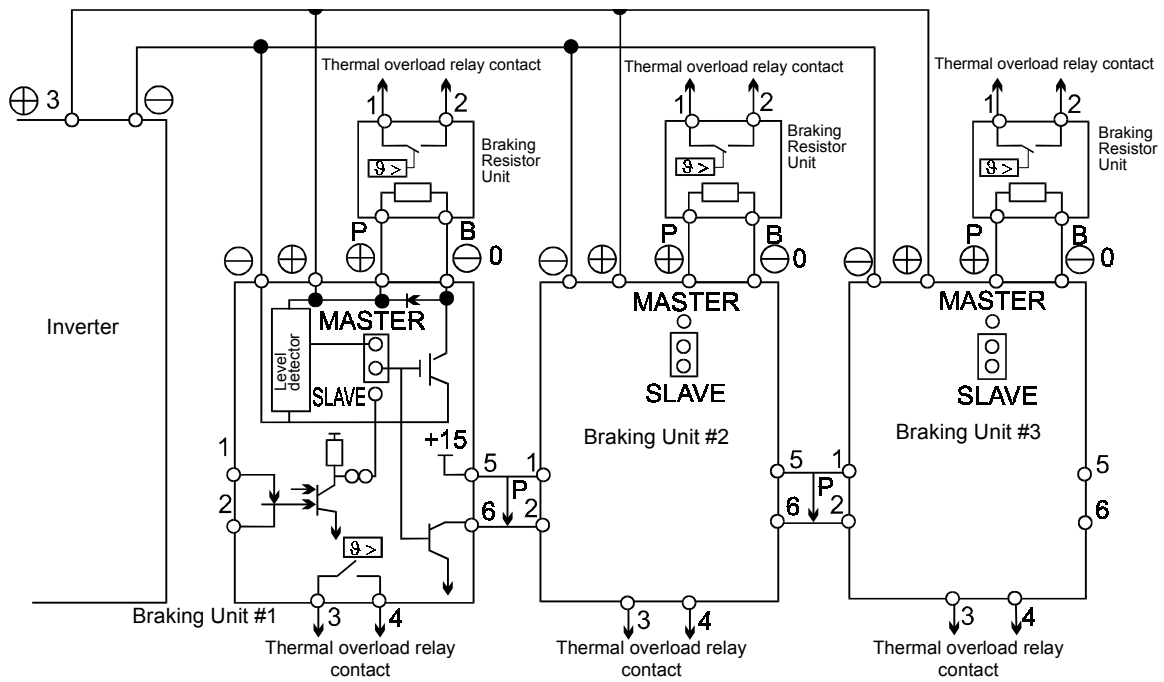 Thermal overload relay contact
Thermal overload relay contact
Thermal overload relay contact
⊕ 3 ⊖
1 2
1 2
1 2
Braking
Resistor
Unit
Braking
Resistor
Unit
Braking
Resistor
Unit
ϑ >
ϑ >
ϑ >
P B
P B
P B
⊖ ⊕ ⊕ ⊖ 0
⊖ ⊕ ⊕ ⊖ 0
⊖ ⊕ ⊕ ⊖ 0
Inverter
Level
detector
MASTER
SLAVE
MASTER
SLAVE
MASTER
SLAVE
Braking Unit #2
Braking Unit #3
+15
1
2
5
6
P
1
2
5
6
P
1
2
5
6
ϑ >
Braking Unit #1
3 4
3 4
3 4
Thermal overload relay
contact
Thermal overload relay
contact
Thermal overload relay
contact